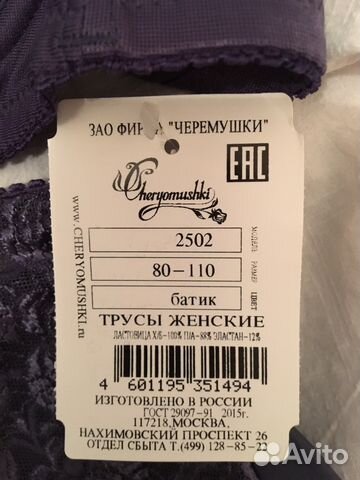 ЗАО ФИРМА "ЧЕРЕМУШКИ"
Cheryomushki
EAC
www.CHERYOMUSHKI.ru
2502 МОДЕЛЬ
80-110 РАЗМЕР
батик ЦВЕТ
ТРУСЫ ЖЕНСКИЕ
ЛАСТОВИЦА Х/Б-100% П/А-88% ЭЛАСТАН-12%
4 601195 351494
ИЗГОТОВЛЕНО В РОССИИ
ГОСТ 29097-91 2015г.
117218, МОСКВА,
НАХИМОВСКИЙ ПРОСПЕКТ 26
ОТДЕЛ СБЫТА Т.(499) 128-85-22
Avito